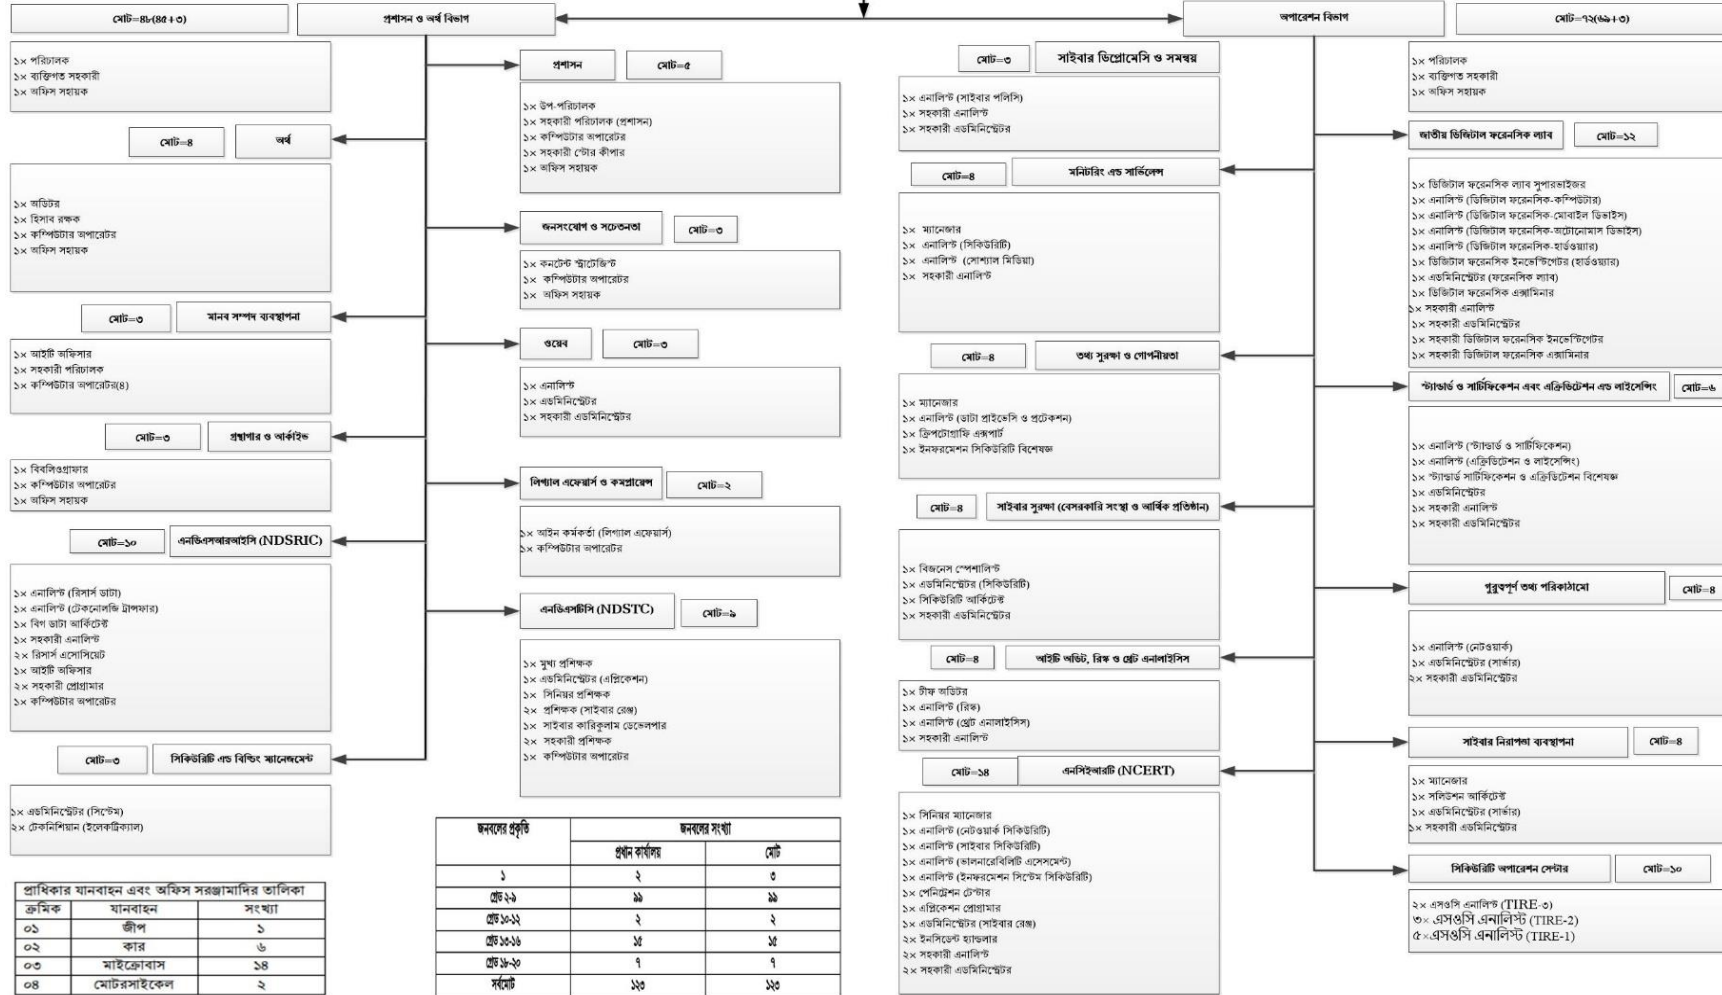 মোট=৪৮(৪৫+৩)
প্রশাসন ও অর্থ বিভাগ
১× পরিচালক
১× ব্যক্তিগত সহকারী
১× অফিস সহায়ক
প্রশাসন
মোট=৫
১× উপ-পরিচালক
১× সহকারী পরিচালক (প্রশাসন)
১× কম্পিউটার অপারেটর
১× সহকারী স্টোর কীপার
১× অফিস সহায়ক
মোট=৪
অর্থ
১× অডিটর
১× হিসাব রক্ষক
১× কম্পিউটার অপারেটর
১× অফিস সহায়ক
জনসংযোগ ও সচেতনতা
মোট=৩
১× কনটেন্ট স্ট্রাটেজিস্ট
১× কম্পিউটার অপারেটর
১× অফিস সহায়ক
মোট=৩
মানব সম্পদ ব্যবস্থাপনা
১× আইটি অফিসার
১× সহকারী পরিচালক
১× কম্পিউটার অপারেটর(৪)
ওয়েব
মোট=৩
১× এনালিস্ট
১× এডমিনিস্ট্রেটর
১× সহকারী এডমিনিস্ট্রেটর
মোট=৩
গ্রন্থাগার ও আর্কাইভ
১× বিবলিওগ্রাফার
১× কম্পিউটার অপারেটর
১× অফিস সহায়ক
লিগ্যাল এফেয়ার্স ও কমপ্লায়েন্স
মোট=২
১× আইন কর্মকর্তা (লিগ্যাল এফেয়ার্স)
১× কম্পিউটার অপারেটর
মোট=১০
এনডিএসআরআইসি (NDSRIC)
১× এনালিস্ট (রিসার্স ডাটা)
১× এনালিস্ট (টেকনোলজি ট্রান্সফার)
১× বিগ ডাটা আর্কিটেক্ট
১× সহকারী এনালিস্ট
২× রিসার্স এসোসিয়েট
১× আইটি অফিসার
২× সহকারী প্রোগ্রামার
১× কম্পিউটার অপারেটর
এনডিএসটিসি (NDSTC)
মোট=৯
১× মুখ্য প্রশিক্ষক
১× এডমিনিস্ট্রেটর (এপ্লিকেশন)
১× সিনিয়র প্রশিক্ষক
২× প্রশিক্ষক (সাইবার রেঞ্জ)
১× সাইবার কারিকুলাম ডেভেলপার
২× সহকারী প্রশিক্ষক
১× কম্পিউটার অপারেটর
মোট=৩
সিকিউরিটি এন্ড বিল্ডিং ম্যানেজমেন্ট
১× এডমিনিস্ট্রেটর (সিস্টেম)
২× টেকনিশিয়ান (ইলেকট্রিক্যাল)
প্রাধিকার যানবাহন এবং অফিস সরঞ্জামাদির তালিকা
ক্রমিক যানবাহন সংখ্যা
০১ জীপ ১
০২ কার ৬
০৩ মাইক্রোবাস ১৪
০৪ মোটরসাইকেল ২
জনবলের প্রকৃতি জনবলের সংখ্যা
প্রধান কার্যালয় মোট
১ ২ ৩
গ্রেড ২-৯ ৯৯ ৯৯
গ্রেড ১০-১২ ২ ২
গ্রেড ১৩-১৬ ১৫ ১৫
গ্রেড ১৮-২০ ৭ ৭
সর্বমোট ১২৩ ১২৩
অপারেশন বিভাগ
মোট=৭২(৬৯+৩)
১× পরিচালক
১× ব্যক্তিগত সহকারী
১× অফিস সহায়ক
মোট=৩
সাইবার ডিপ্লোমেসি ও সমন্বয়
১× এনালিস্ট (সাইবার পলিসি)
১× সহকারী এনালিস্ট
১× সহকারী এডমিনিস্ট্রেটর
জাতীয় ডিজিটাল ফরেনসিক ল্যাব
মোট=১২
১× ডিজিটাল ফরেনসিক ল্যাব সুপারভাইজর
১× এনালিস্ট (ডিজিটাল ফরেনসিক-কম্পিউটার)
১× এনালিস্ট (ডিজিটাল ফরেনসিক-মোবাইল ডিভাইস)
১× এনালিস্ট (ডিজিটাল ফরেনসিক-অটোনোমাস ডিভাইস)
১× এনালিস্ট (ডিজিটাল ফরেনসিক-হার্ডওয়্যার)
১× ডিজিটাল ফরেনসিক ইনভেস্টিগেটর (হার্ডওয়্যার)
১× এডমিনিস্ট্রেটর (ফরেনসিক ল্যাব)
১× ডিজিটাল ফরেনসিক এক্সামিনার
১× সহকারী এনালিস্ট
১× সহকারী এডমিনিস্ট্রেটর
১× সহকারী ডিজিটাল ফরেনসিক ইনভেস্টিগেটর
১× সহকারী ডিজিটাল ফরেনসিক এক্সামিনার
মোট=৪
মনিটরিং এন্ড সার্ভিলেন্স
১× ম্যানেজার
১× এনালিস্ট (সিকিউরিটি)
১× এনালিস্ট (সোশ্যাল মিডিয়া)
১× সহকারী এনালিস্ট
মোট=৪
তথ্য সুরক্ষা ও গোপনীয়তা
১× ম্যানেজার
১× এনালিস্ট (ডাটা প্রাইভেসি ও প্রটেকশন)
১× ক্রিপটোগ্রাফি এক্সপার্ট
১× ইনফরমেশন সিকিউরিটি বিশেষজ্ঞ
স্ট্যান্ডার্ড ও সার্টিফিকেশন এবং এক্রিডিটেশন এন্ড লাইসেন্সিং
মোট=৬
১× এনালিস্ট (স্ট্যান্ডার্ড ও সার্টিফিকেশন)
১× এনালিস্ট (এক্রিডিটেশন ও লাইসেন্সিং)
১× স্ট্যান্ডার্ড সার্টিফিকেশন ও এক্রিডিটেশন বিশেষজ্ঞ
১× এডমিনিস্ট্রেটর
১× সহকারী এনালিস্ট
১× সহকারী এডমিনিস্ট্রেটর
মোট=৪
সাইবার সুরক্ষা (বেসরকারি সংস্থা ও আর্থিক প্রতিষ্ঠান)
১× বিজনেস স্পেশালিস্ট
১× এডমিনিস্ট্রেটর (সিকিউরিটি)
১× সিকিউরিটি আর্কিটেক্ট
১× সহকারী এডমিনিস্ট্রেটর
গুরুত্বপূর্ণ তথ্য পরিকাঠামো
মোট=৪
১× এনালিস্ট (নেটওয়ার্ক)
১× এডমিনিস্ট্রেটর (সার্ভার)
২× সহকারী এডমিনিস্ট্রেটর
মোট=৪
আইটি অডিট, রিস্ক ও থ্রেট এনালাইসিস
১× চীফ অডিটর
১× এনালিস্ট (রিস্ক)
১× এনালিস্ট (থ্রেট এনালাইসিস)
১× সহকারী এনালিস্ট
সাইবার নিরাপত্তা ব্যবস্থাপনা
মোট=৪
১× ম্যানেজার
১× সলিউশন আর্কিটেক্ট
১× এডমিনিস্ট্রেটর (সার্ভার)
১× সহকারী এডমিনিস্ট্রেটর
মোট=১৪
এনসিইআরটি (NCERT)
১× সিনিয়র ম্যানেজার
১× এনালিস্ট (নেটওয়ার্ক সিকিউরিটি)
১× এনালিস্ট (সাইবার সিকিউরিটি)
১× এনালিস্ট (ভালনারেবিলিটি এসেসমেন্ট)
১× এনালিস্ট (ইনফরমেশন সিস্টেম সিকিউরিটি)
১× পেনিট্রেশন টেস্টার
১× এপ্লিকেশন প্রোগ্রামার
১× এডমিনিস্ট্রেটর (সাইবার রেঞ্জ)
২× ইনসিডেন্ট হ্যান্ডলার
২× সহকারী এনালিস্ট
২× সহকারী এডমিনিস্ট্রেটর
সিকিউরিটি অপারেশন সেন্টার
মোট=১০
২× এসওসি এনালিস্ট (TIRE-৩)
৩× এসওসি এনালিস্ট (TIRE-2)
৫×এসওসি এনালিস্ট (TIRE-1)